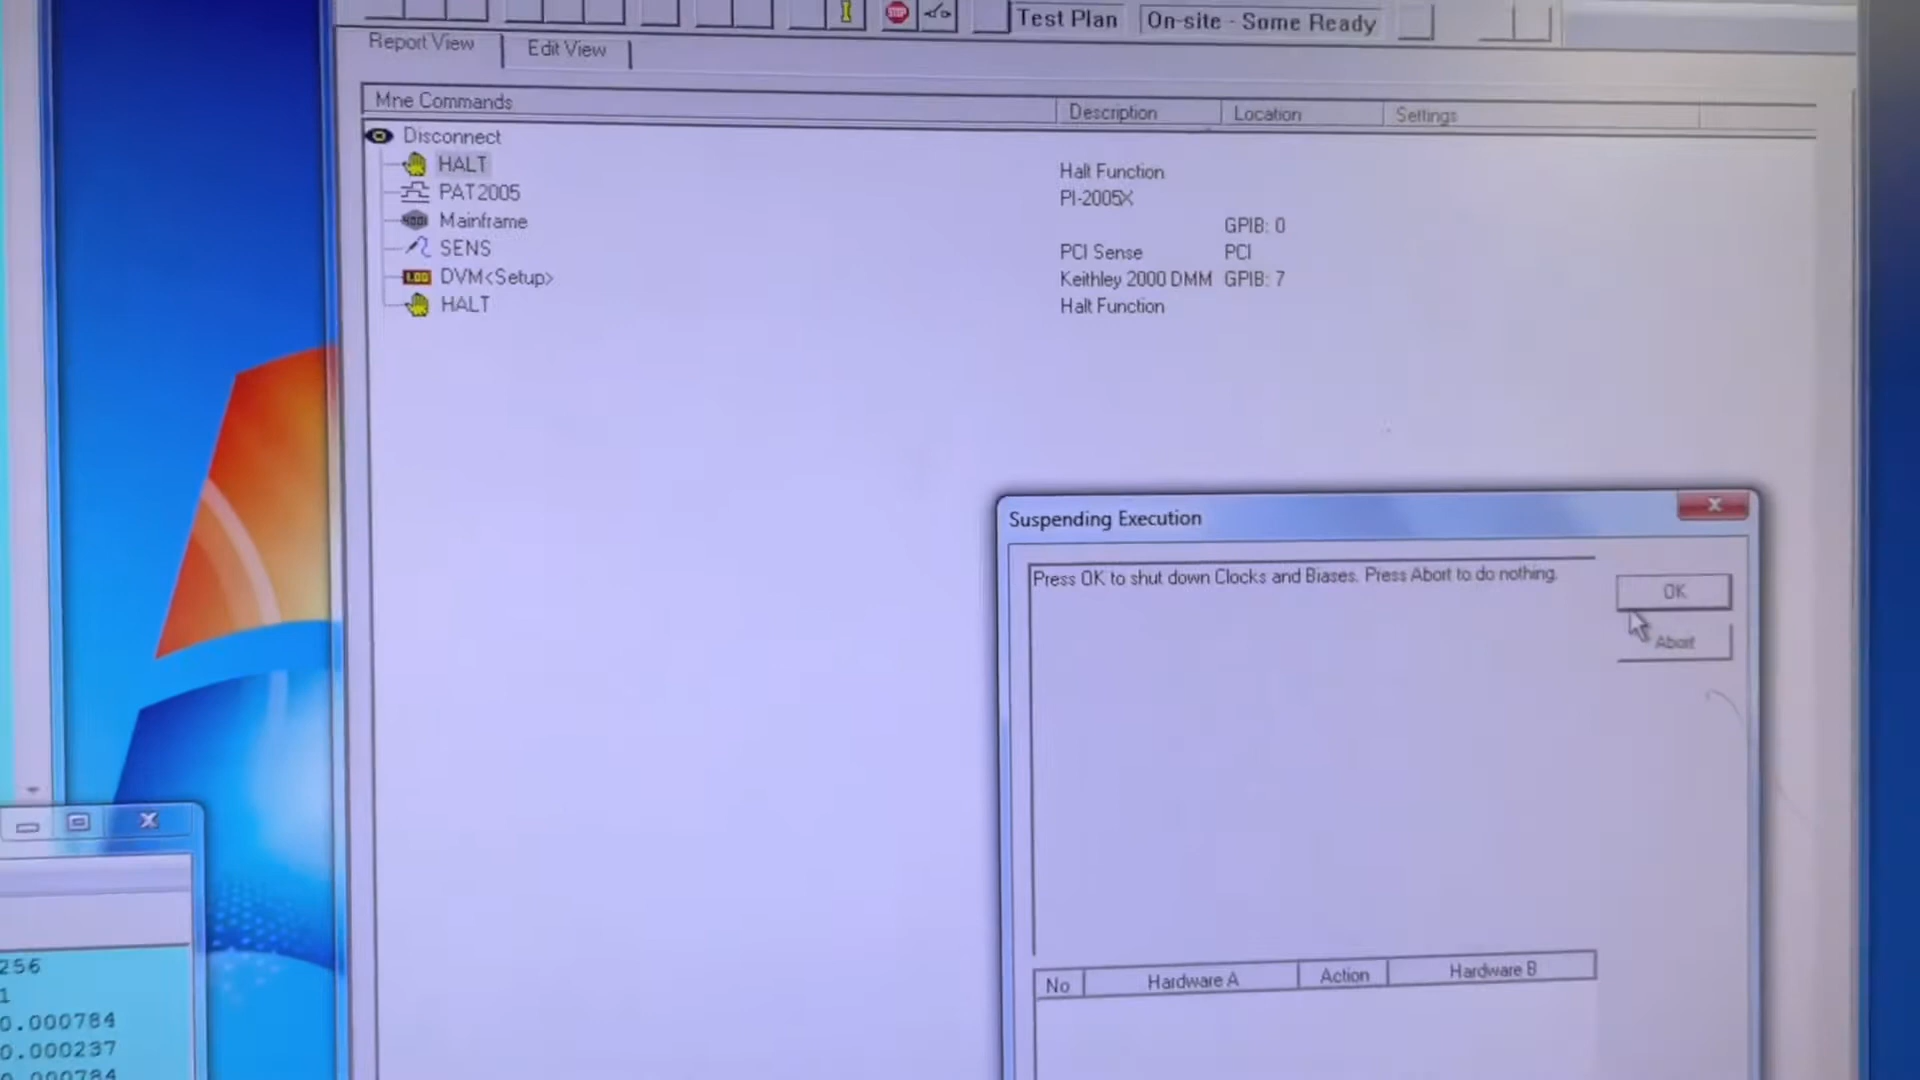 Test Plan
On-site - Some Ready
Report View
Edit View
Mne Commands
Description
Location
Settings
Disconnect
HALT
Halt Function
PAT2005
PI-2005X
Mainframe
GPIB: 0
SENS
PCI Sense
PCI
DVM<Setup>
Keithley 2000 DMM
GPIB: 7
HALT
Halt Function
Suspending Execution
Press OK to shut down Clocks and Biases. Press Abort to do nothing.
OK
Abort
No
Hardware A
Action
Hardware B
256
1
0.000784
0.000237
0.000784
STOP